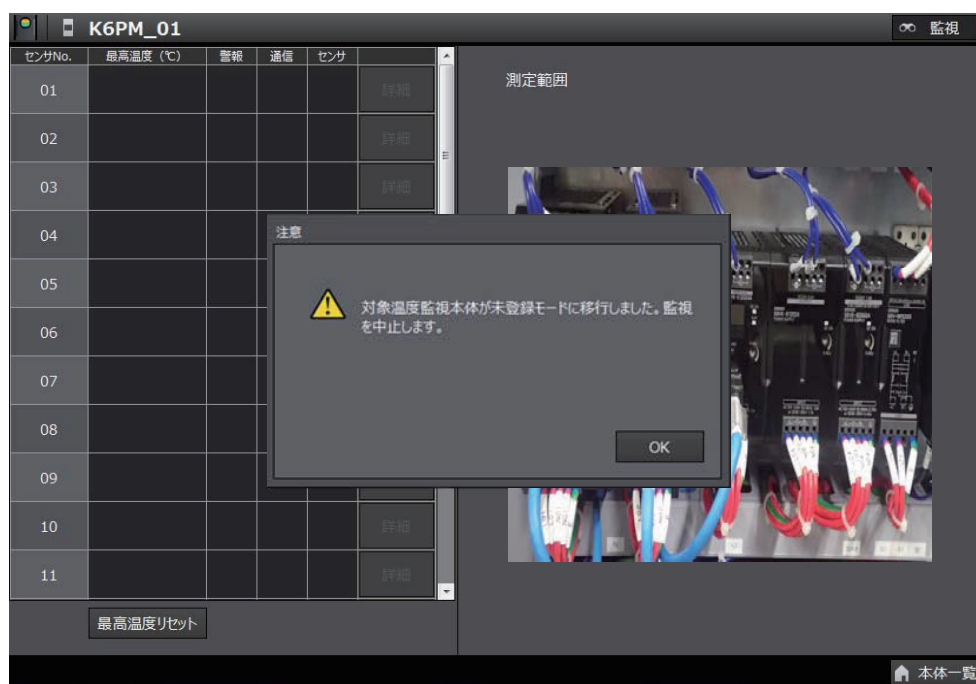 K6PM_01
監視
センサNo.
最高温度（℃）
警報
通信
センサ
測定範囲
01
詳細
02
詳細
03
詳細
04
05
06
07
08
09
10
詳細
11
詳細
注意
対象温度監視本体が未登録モードに移行しました。監視
を中止します。
OK
最高温度リセット
本体一覧